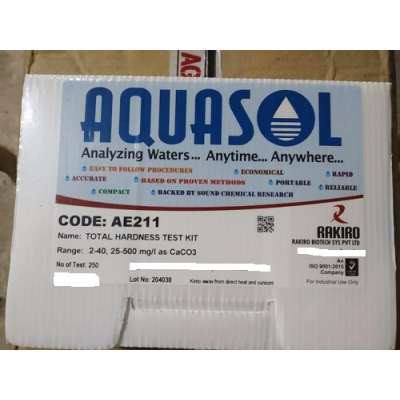 AG
AQUASOL
Analyzing Waters... Anytime... Anywhere...
EASY TO FOLLOW PROCEDURES ECONOMICAL RAPID
ACCURATE BASED ON PROVEN METHODS PORTABLE RELIABLE
COMPACT BACKED BY SOUND CHEMICAL RESEARCH
CODE: AE211
Name: TOTAL HARDNESS TEST KIT
Range: 2-40, 25-500 mg/l as CaCO3
No of Test: 250
Lot No: 204038
Keep away from direct heat and sunlight
RAKIRO
RAKIRO BIOTECH SYS PVT LTD
An
ISO 9001:2015
Company
For Industrial Use Only